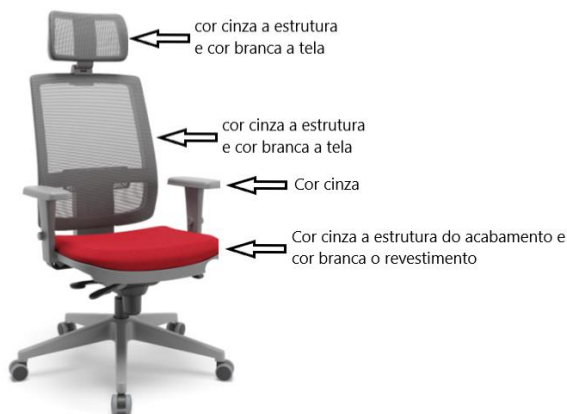 cor cinza a estrutura
e cor branca a tela
cor cinza a estrutura
e cor branca a tela
Cor cinza
Cor cinza a estrutura do acabamento e
cor branca o revestimento